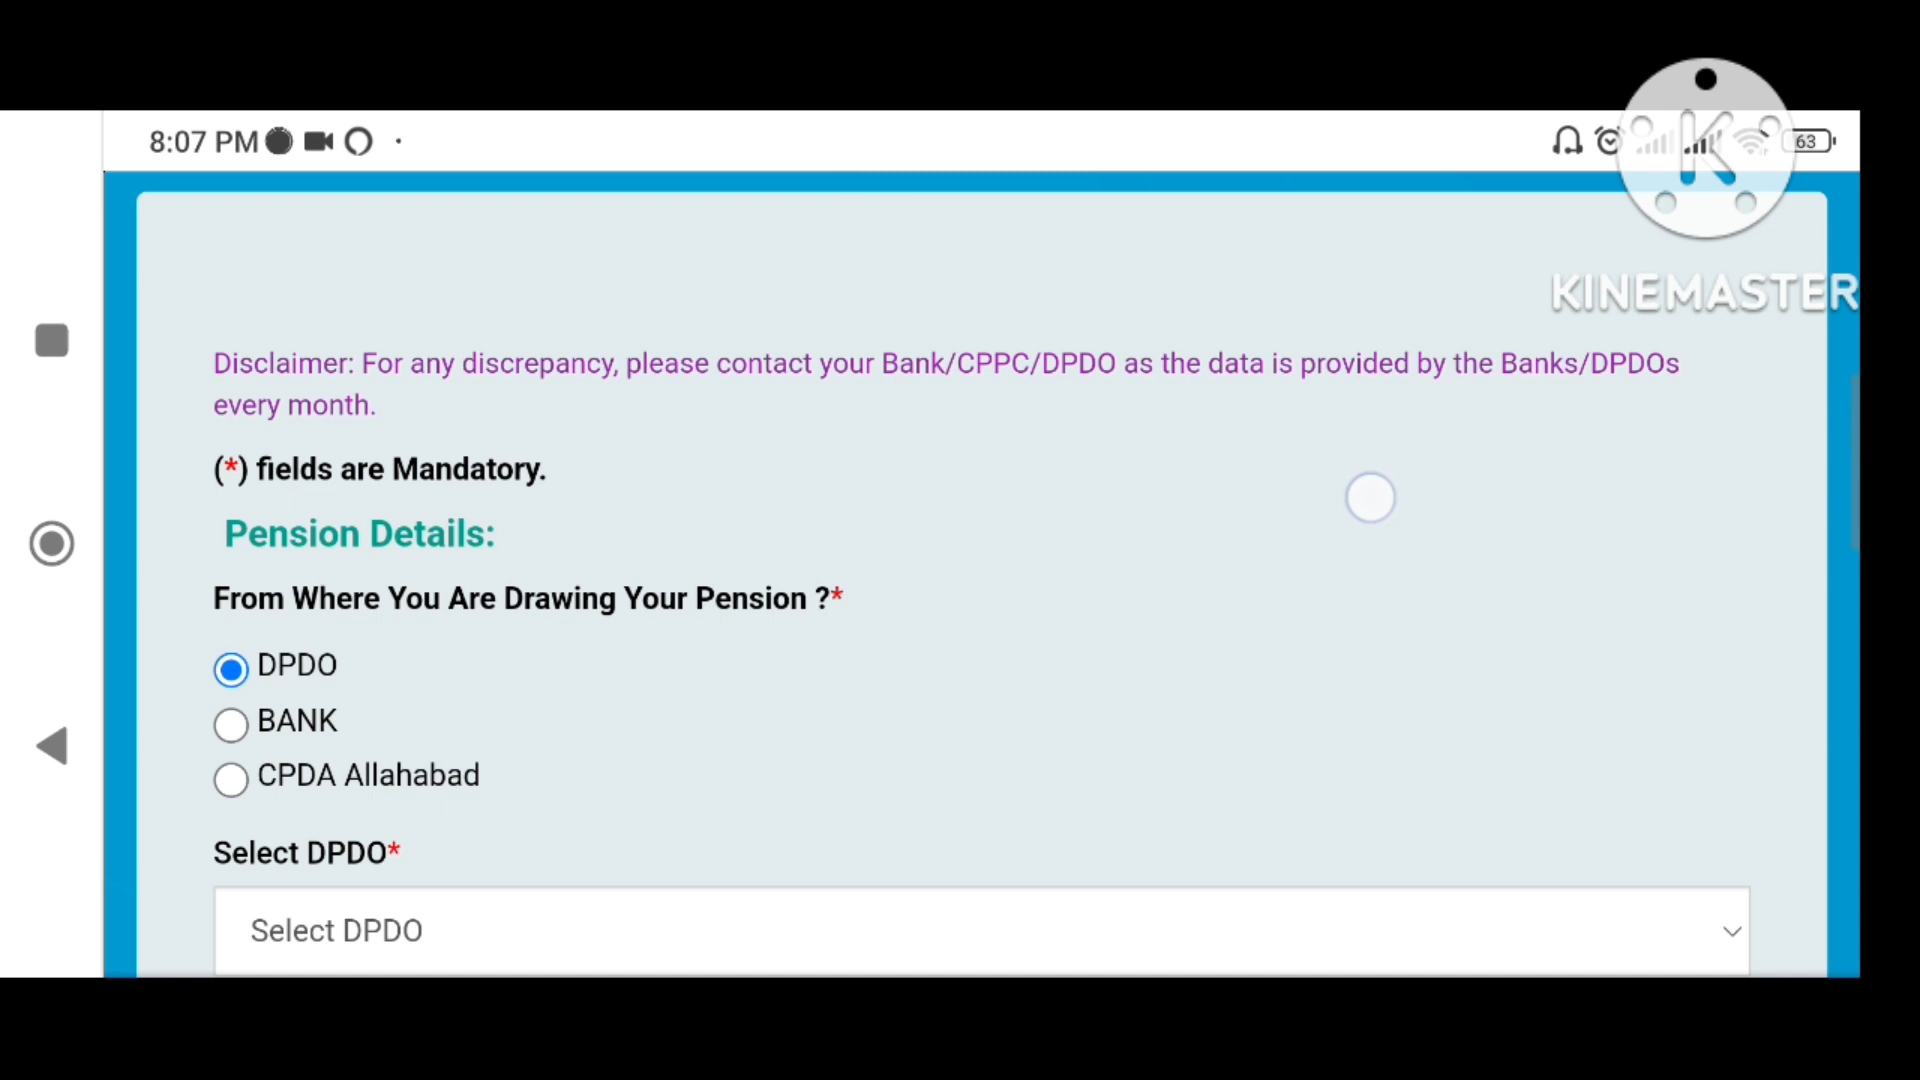 8:07 PM
63
K
KINEMASTER
Disclaimer: For any discrepancy, please contact your Bank/CPPC/DPDO as the data is provided by the Banks/DPDOs
every month.
(*) fields are Mandatory.
Pension Details:
From Where You Are Drawing Your Pension ?*
DPDO
BANK
CPDA Allahabad
Select DPDO*
Select DPDO